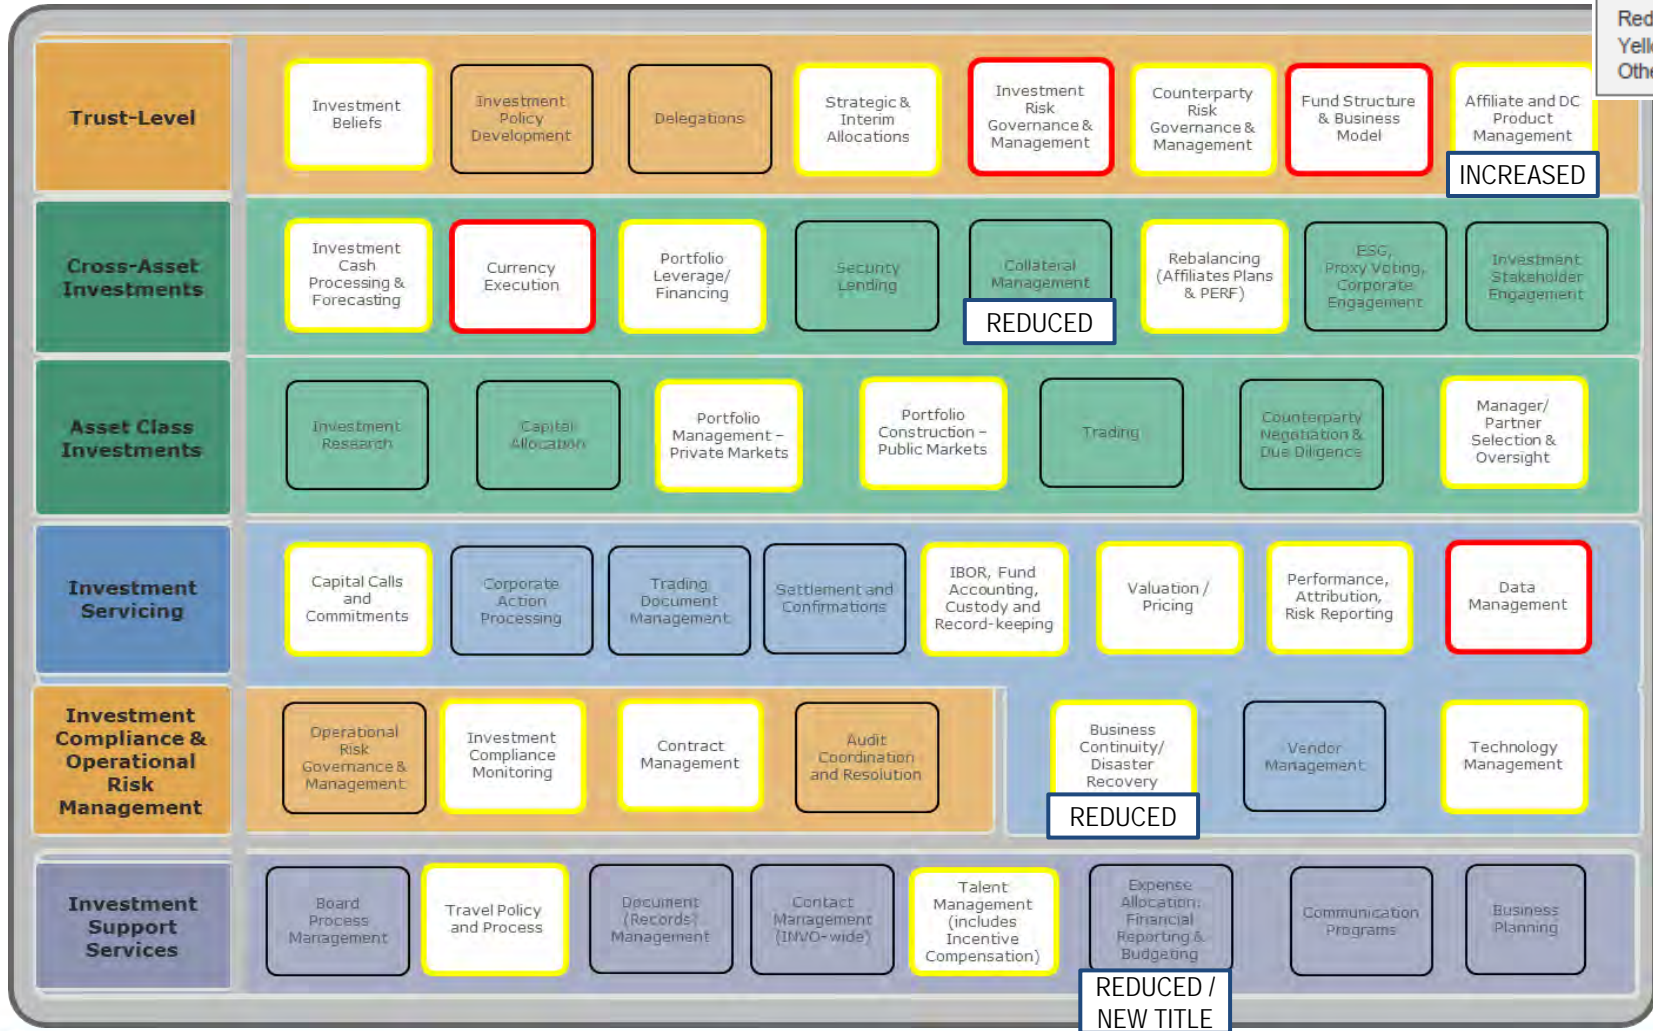 Red
Yell
Othe
Trust-Level
Investment
Beliefs
Investment
Policy
Development
Delegations
Strategic &
Interim
Allocations
Investment
Risk
Governance &
Management
Counterparty
Risk
Governance &
Management
Fund Structure
& Business
Model
Affiliate and DC
Product
Management
INCREASED
Cross-Asset
Investments
Investment
Cash
Processing &
Forecasting
Currency
Execution
Portfolio
Leverage/
Financing
Security
Lending
Collateral
Management
REDUCED
Rebalancing
(Affiliates Plans
& PERF)
ESG,
Proxy Voting,
Corporate
Engagement
Investment
Stakeholder
Engagement
Asset Class
Investments
Investment
Research
Capital
Allocation
Portfolio
Management –
Private Markets
Portfolio
Construction –
Public Markets
Trading
Counterparty
Negotiation &
Due Diligence
Manager/
Partner
Selection &
Oversight
Investment
Servicing
Capital Calls
and
Commitments
Corporate
Action
Processing
Trading
Document
Management
Settlement and
Confirmations
IBOR, Fund
Accounting,
Custody and
Record-keeping
Valuation /
Pricing
Performance,
Attribution,
Risk Reporting
Data
Management
Investment
Compliance &
Operational
Risk
Management
Operational
Risk
Governance &
Management
Investment
Compliance
Monitoring
Contract
Management
Audit
Coordination
and Resolution
Business
Continuity/
Disaster
Recovery
REDUCED
Vendor
Management
Technology
Management
Investment
Support
Services
Board
Process
Management
Travel Policy
and Process
Document
(Records)
Management
Contact
Management
(INVO-wide)
Talent
Management
(includes
Incentive
Compensation)
Expense
Allocation,
Financial
Reporting &
Budgeting
REDUCED /
NEW TITLE
Communication
Programs
Business
Planning